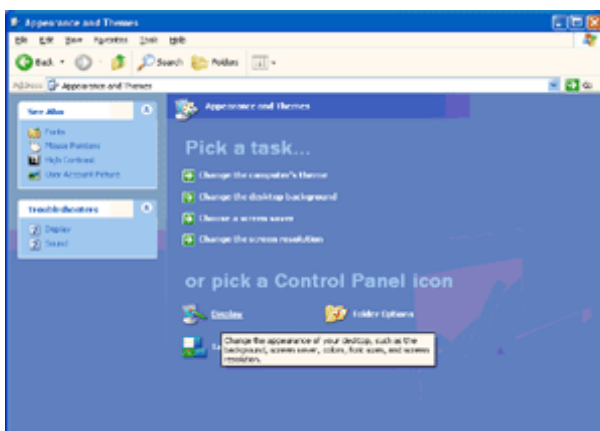 Appearance and Themes
File Edit View Favorites Tools Help
Back Search Folders
Address Appearance and Themes Go
See Also
Fonts
Mouse Pointers
High Contrast
User Account Picture
Troubleshooters
Display
Sound
Appearance and Themes
Pick a task...
Change the computer's theme
Change the desktop background
Choose a screen saver
Change the screen resolution
or pick a Control Panel icon
Display Folder Options
Change the appearance of your desktop, such as the
background, screen saver, colors, font sizes, and screen
resolution.